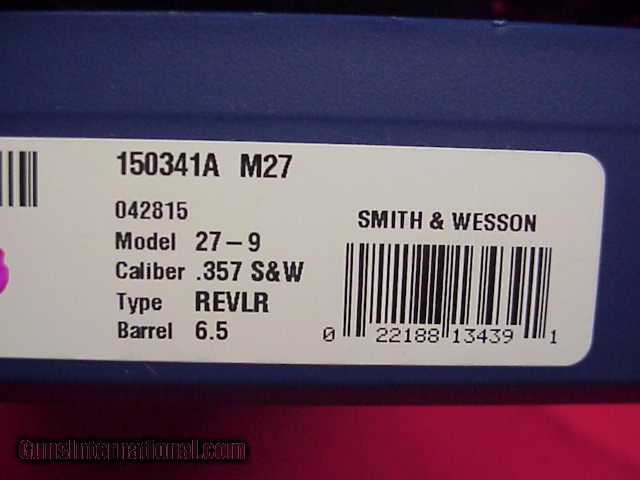 150341A M27
042815
Model 27-9
Caliber .357 S&W
Type REVLR
Barrel 6.5
SMITH & WESSON
0 22188 13439 1
GunsInternational.com